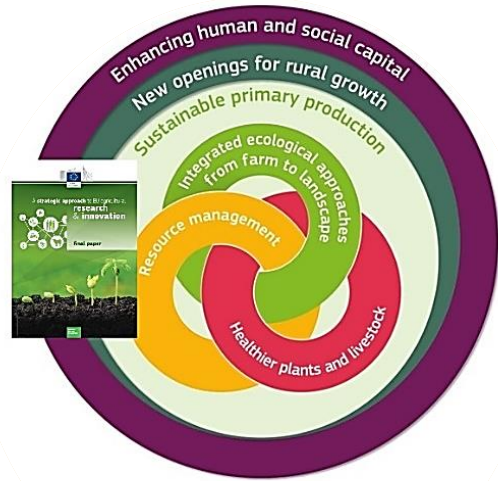 Enhancing human and social capital
New openings for rural growth
Sustainable primary production
Integrated ecological approaches
from farm to landscape
Resource management
Healthier plants and livestock
A strategic approach to EU agricultural
research
& innovation
final paper